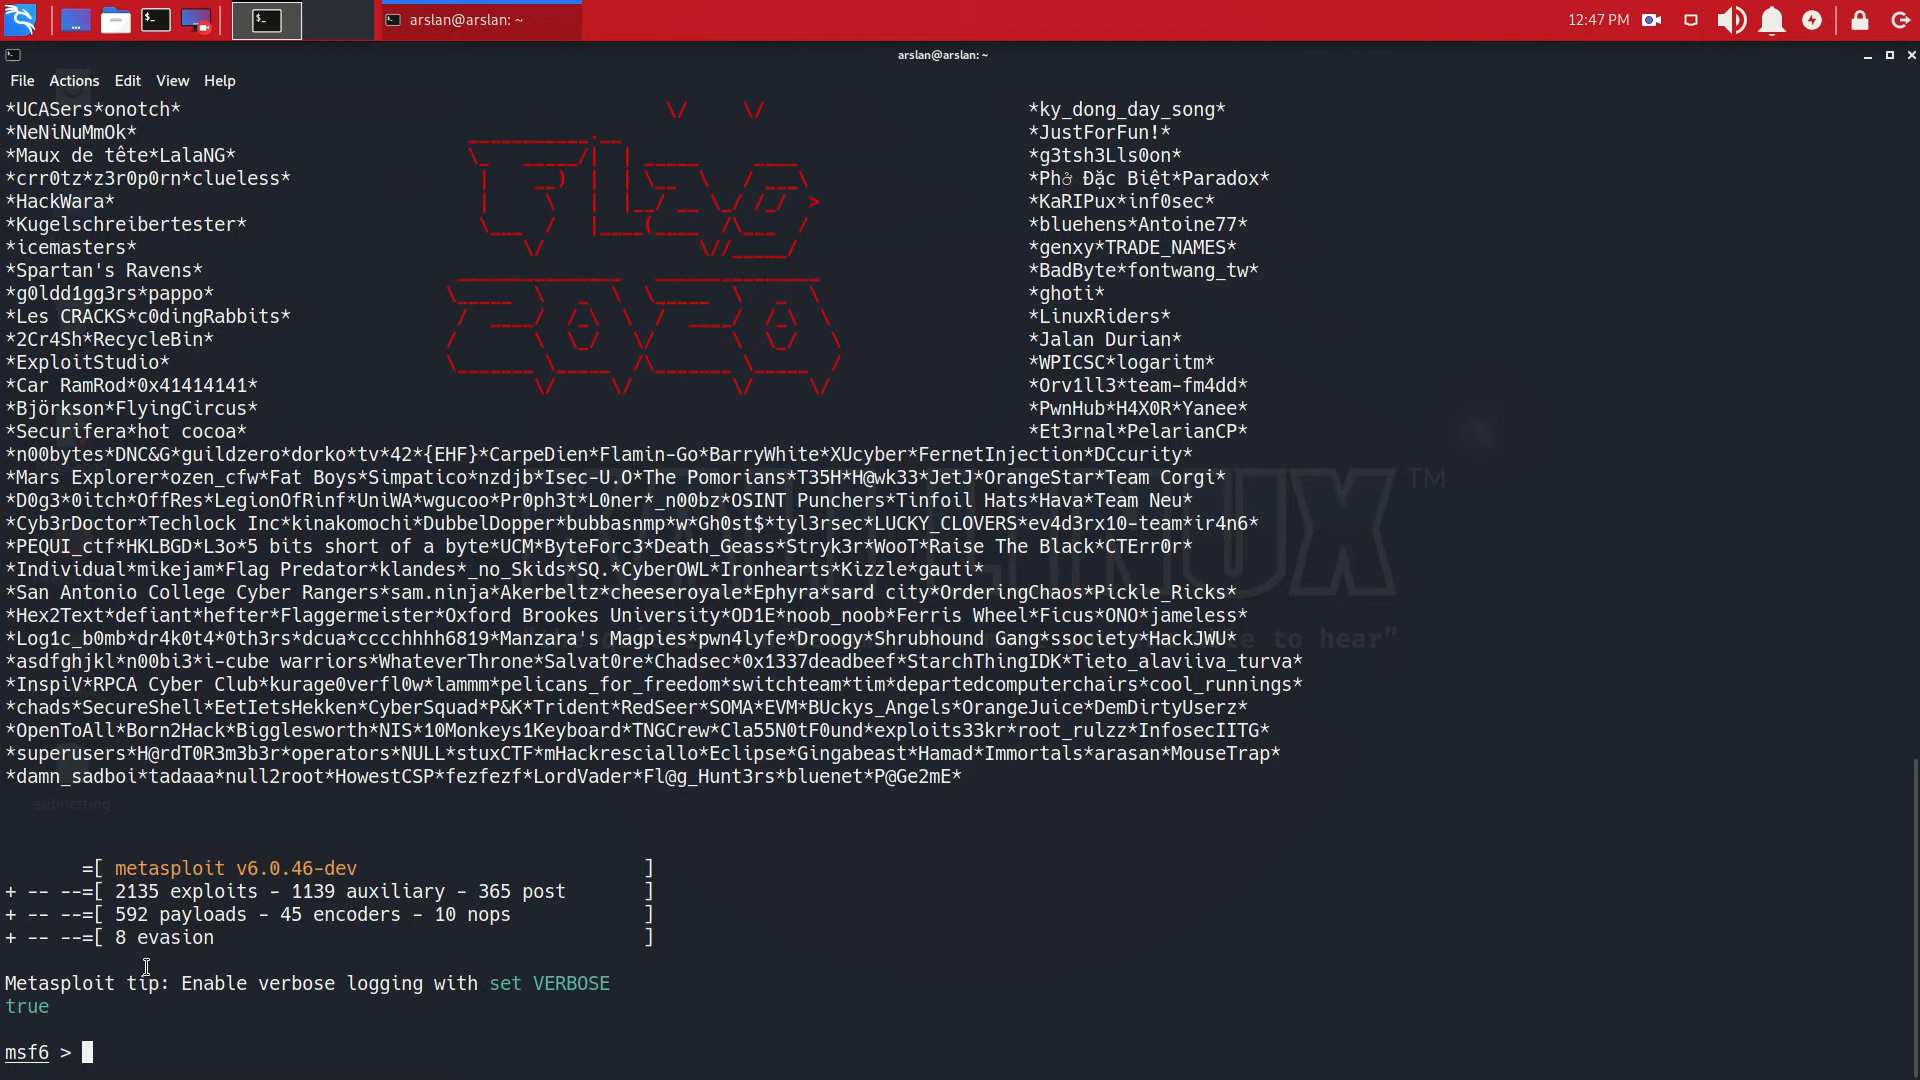 arslan@arslan: ~
12:47 PM
arslan@arslan: ~
File Actions Edit View Help
*UCASers*onotch* *ky_dong_day_song*
*NeNiNuMmOk* *JustForFun!*
*Maux de tête*LalaNG* *g3tsh3Lls0on*
*crr0tz*z3r0p0rn*clueless* *Phở Đặc Biệt*Paradox*
*HackWara* *KaRIPux*inf0sec*
*Kugelschreibertester* *bluehens*Antoine77*
*icemasters* *genxy*TRADE_NAMES*
*Spartan's Ravens* *BadByte*fontwang_tw*
*g0ldd1gg3rs*pappo* *ghoti*
*Les CRACKS*c0dingRabbits* *LinuxRiders*
*2Cr4Sh*RecycleBin* *Jalan Durian*
*ExploitStudio* *WPICSC*logaritm*
*Car RamRod*0x41414141* *Orv1ll3*team-fm4dd*
*Björkson*FlyingCircus* *PwnHub*H4X0R*Yanee*
*Securifera*hot cocoa* *Et3rnal*PelarianCP*
FLaG
2020
*n00bytes*DNC&G*guildzero*dorko*tv*42*{EHF}*CarpeDien*Flamin-Go*BarryWhite*XUcyber*FernetInjection*DCcurity*
*Mars Explorer*ozen_cfw*Fat Boys*Simpatico*nzdjb*Isec-U.O*The Pomorians*T35H*H@wk33*JetJ*OrangeStar*Team Corgi*
*D0g3*0itch*OffRes*LegionOfRinf*UniWA*wgucoo*Pr0ph3t*L0ner*_n00bz*OSINT Punchers*Tinfoil Hats*Hava*Team Neu*
*Cyb3rDoctor*Techlock Inc*kinakomochi*DubbelDopper*bubbasnmp*w*Gh0st$*tyl3rsec*LUCKY_CLOVERS*ev4d3rx10-team*ir4n6*
*PEQUI_ctf*HKLBGD*L3o*5 bits short of a byte*UCM*ByteForc3*Death_Geass*Stryk3r*WooT*Raise The Black*CTErr0r*
*Individual*mikejam*Flag Predator*klandes*_no_Skids*SQ.*CyberOWL*Ironhearts*Kizzle*gauti*
*San Antonio College Cyber Rangers*sam.ninja*Akerbeltz*cheeseroyale*Ephyra*sard city*OrderingChaos*Pickle_Ricks*
*Hex2Text*defiant*hefter*Flaggermeister*Oxford Brookes University*OD1E*noob_noob*Ferris Wheel*Ficus*ONO*jameless*
*Log1c_b0mb*dr4k0t4*0th3rs*dcua*cccchhhh6819*Manzara's Magpies*pwn4lyfe*Droogy*Shrubhound Gang*ssociety*HackJWU*
*asdfghjkl*n00bi3*i-cube warriors*WhateverThrone*Salvat0re*Chadsec*0x1337deadbeef*StarchThingIDK*Tieto_alaviiva_turva*
*InspiV*RPCA Cyber Club*kurage0verfl0w*lammm*pelicans_for_freedom*switchteam*tim*departedcomputerchairs*cool_runnings*
*chads*SecureShell*EetIetsHekken*CyberSquad*P&K*Trident*RedSeer*SOMA*EVM*BUckys_Angels*OrangeJuice*DemDirtyUserz*
*OpenToAll*Born2Hack*Bigglesworth*NIS*10Monkeys1Keyboard*TNGCrew*Cla55N0tF0und*exploits33kr*root_rulzz*InfosecIITG*
*superusers*H@rdT0R3m3b3r*operators*NULL*stuxCTF*mHackresciallo*Eclipse*Gingabeast*Hamad*Immortals*arasan*MouseTrap*
*damn_sadboi*tadaaa*null2root*HowestCSP*fezfezf*LordVader*Fl@g_Hunt3rs*bluenet*P@Ge2mE*
=[ metasploit v6.0.46-dev ]
+ -- --=[ 2135 exploits - 1139 auxiliary - 365 post ]
+ -- --=[ 592 payloads - 45 encoders - 10 nops ]
+ -- --=[ 8 evasion ]
Metasploit tip: Enable verbose logging with set VERBOSE
true
msf6 >